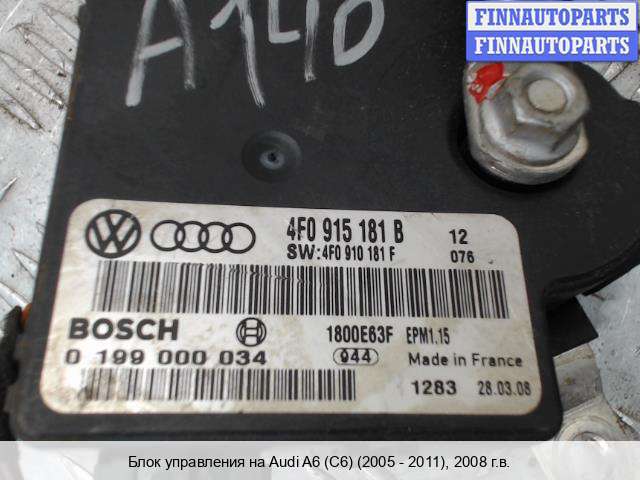 FINNAUTOPARTS
FINNAUTOPARTS
A140
4F0 915 181 B 12
SW:4F0 910 181 F 076
BOSCH 1800E63F EPM1.15
0 199 000 034 944 Made in France
1283 28.03.08
Блок управления на Audi A6 (C6) (2005 - 2011), 2008 г.в.